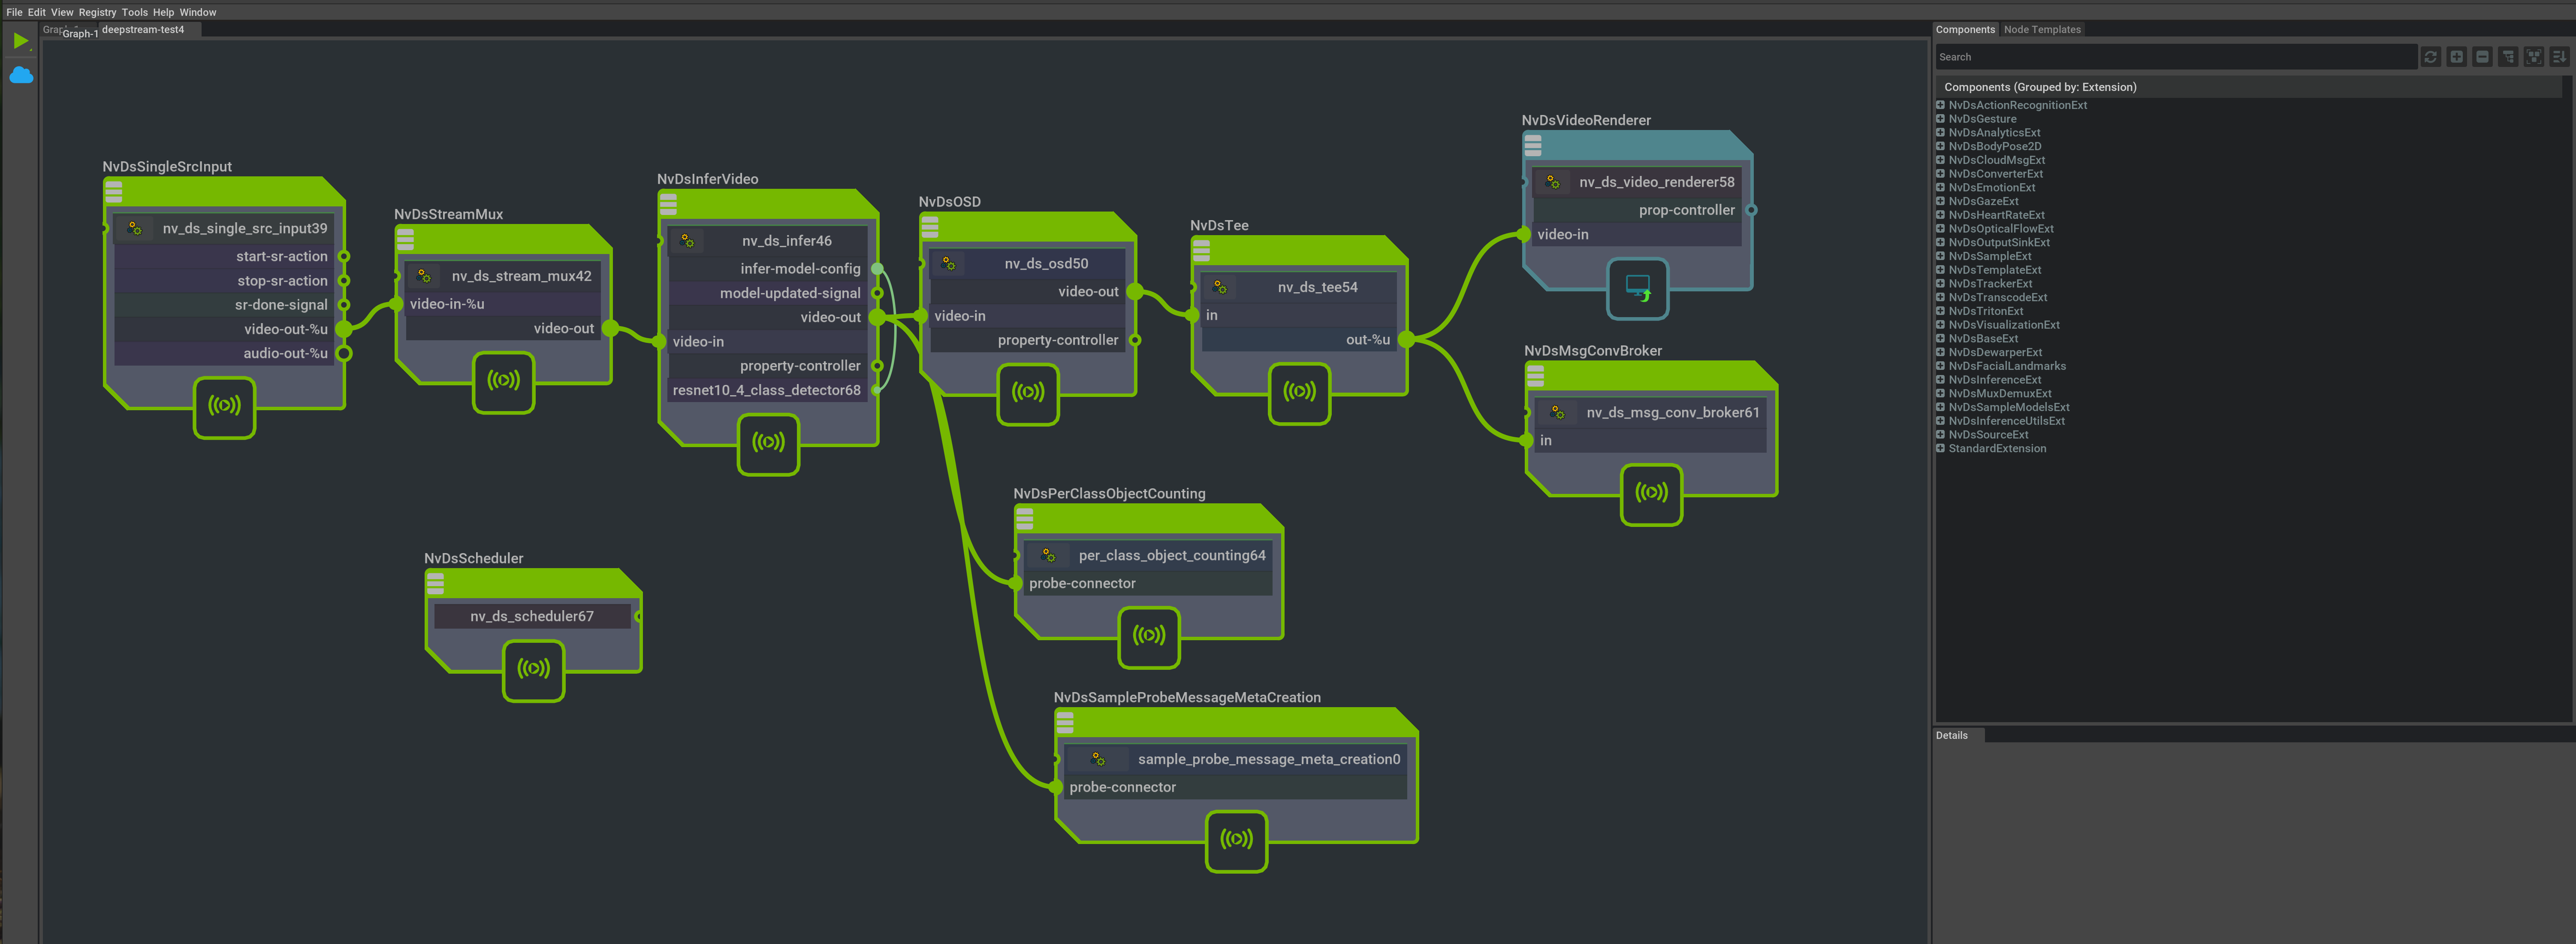 File Edit View Registry Tools Help Window
Graph-1 deepstream-test4
NvDsSingleSrcInput
nv_ds_single_src_input39
start-sr-action
stop-sr-action
sr-done-signal
video-out-%u
audio-out-%u
NvDsStreamMux
nv_ds_stream_mux42
video-in-%u
video-out
NvDsInferVideo
nv_ds_infer46
infer-model-config
model-updated-signal
video-out
video-in
property-controller
resnet10_4_class_detector68
NvDsOSD
nv_ds_osd50
video-out
video-in
property-controller
NvDsTee
nv_ds_tee54
in
out-%u
NvDsVideoRenderer
nv_ds_video_renderer58
prop-controller
video-in
NvDsMsgConvBroker
nv_ds_msg_conv_broker61
in
NvDsPerClassObjectCounting
per_class_object_counting64
probe-connector
NvDsScheduler
nv_ds_scheduler67
NvDsSampleProbeMessageMetaCreation
sample_probe_message_meta_creation0
probe-connector
Components Node Templates
Search
Components (Grouped by: Extension)
NvDsActionRecognitionExt
NvDsGesture
NvDsAnalyticsExt
NvDsBodyPose2D
NvDsCloudMsgExt
NvDsConverterExt
NvDsEmotionExt
NvDsGazeExt
NvDsHeartRateExt
NvDsOpticalFlowExt
NvDsOutputSinkExt
NvDsSampleExt
NvDsTemplateExt
NvDsTrackerExt
NvDsTranscodeExt
NvDsTritonExt
NvDsVisualizationExt
NvDsBaseExt
NvDsDewarperExt
NvDsFacialLandmarks
NvDsInferenceExt
NvDsMuxDemuxExt
NvDsSampleModelsExt
NvDsInferenceUtilsExt
NvDsSourceExt
StandardExtension
Details